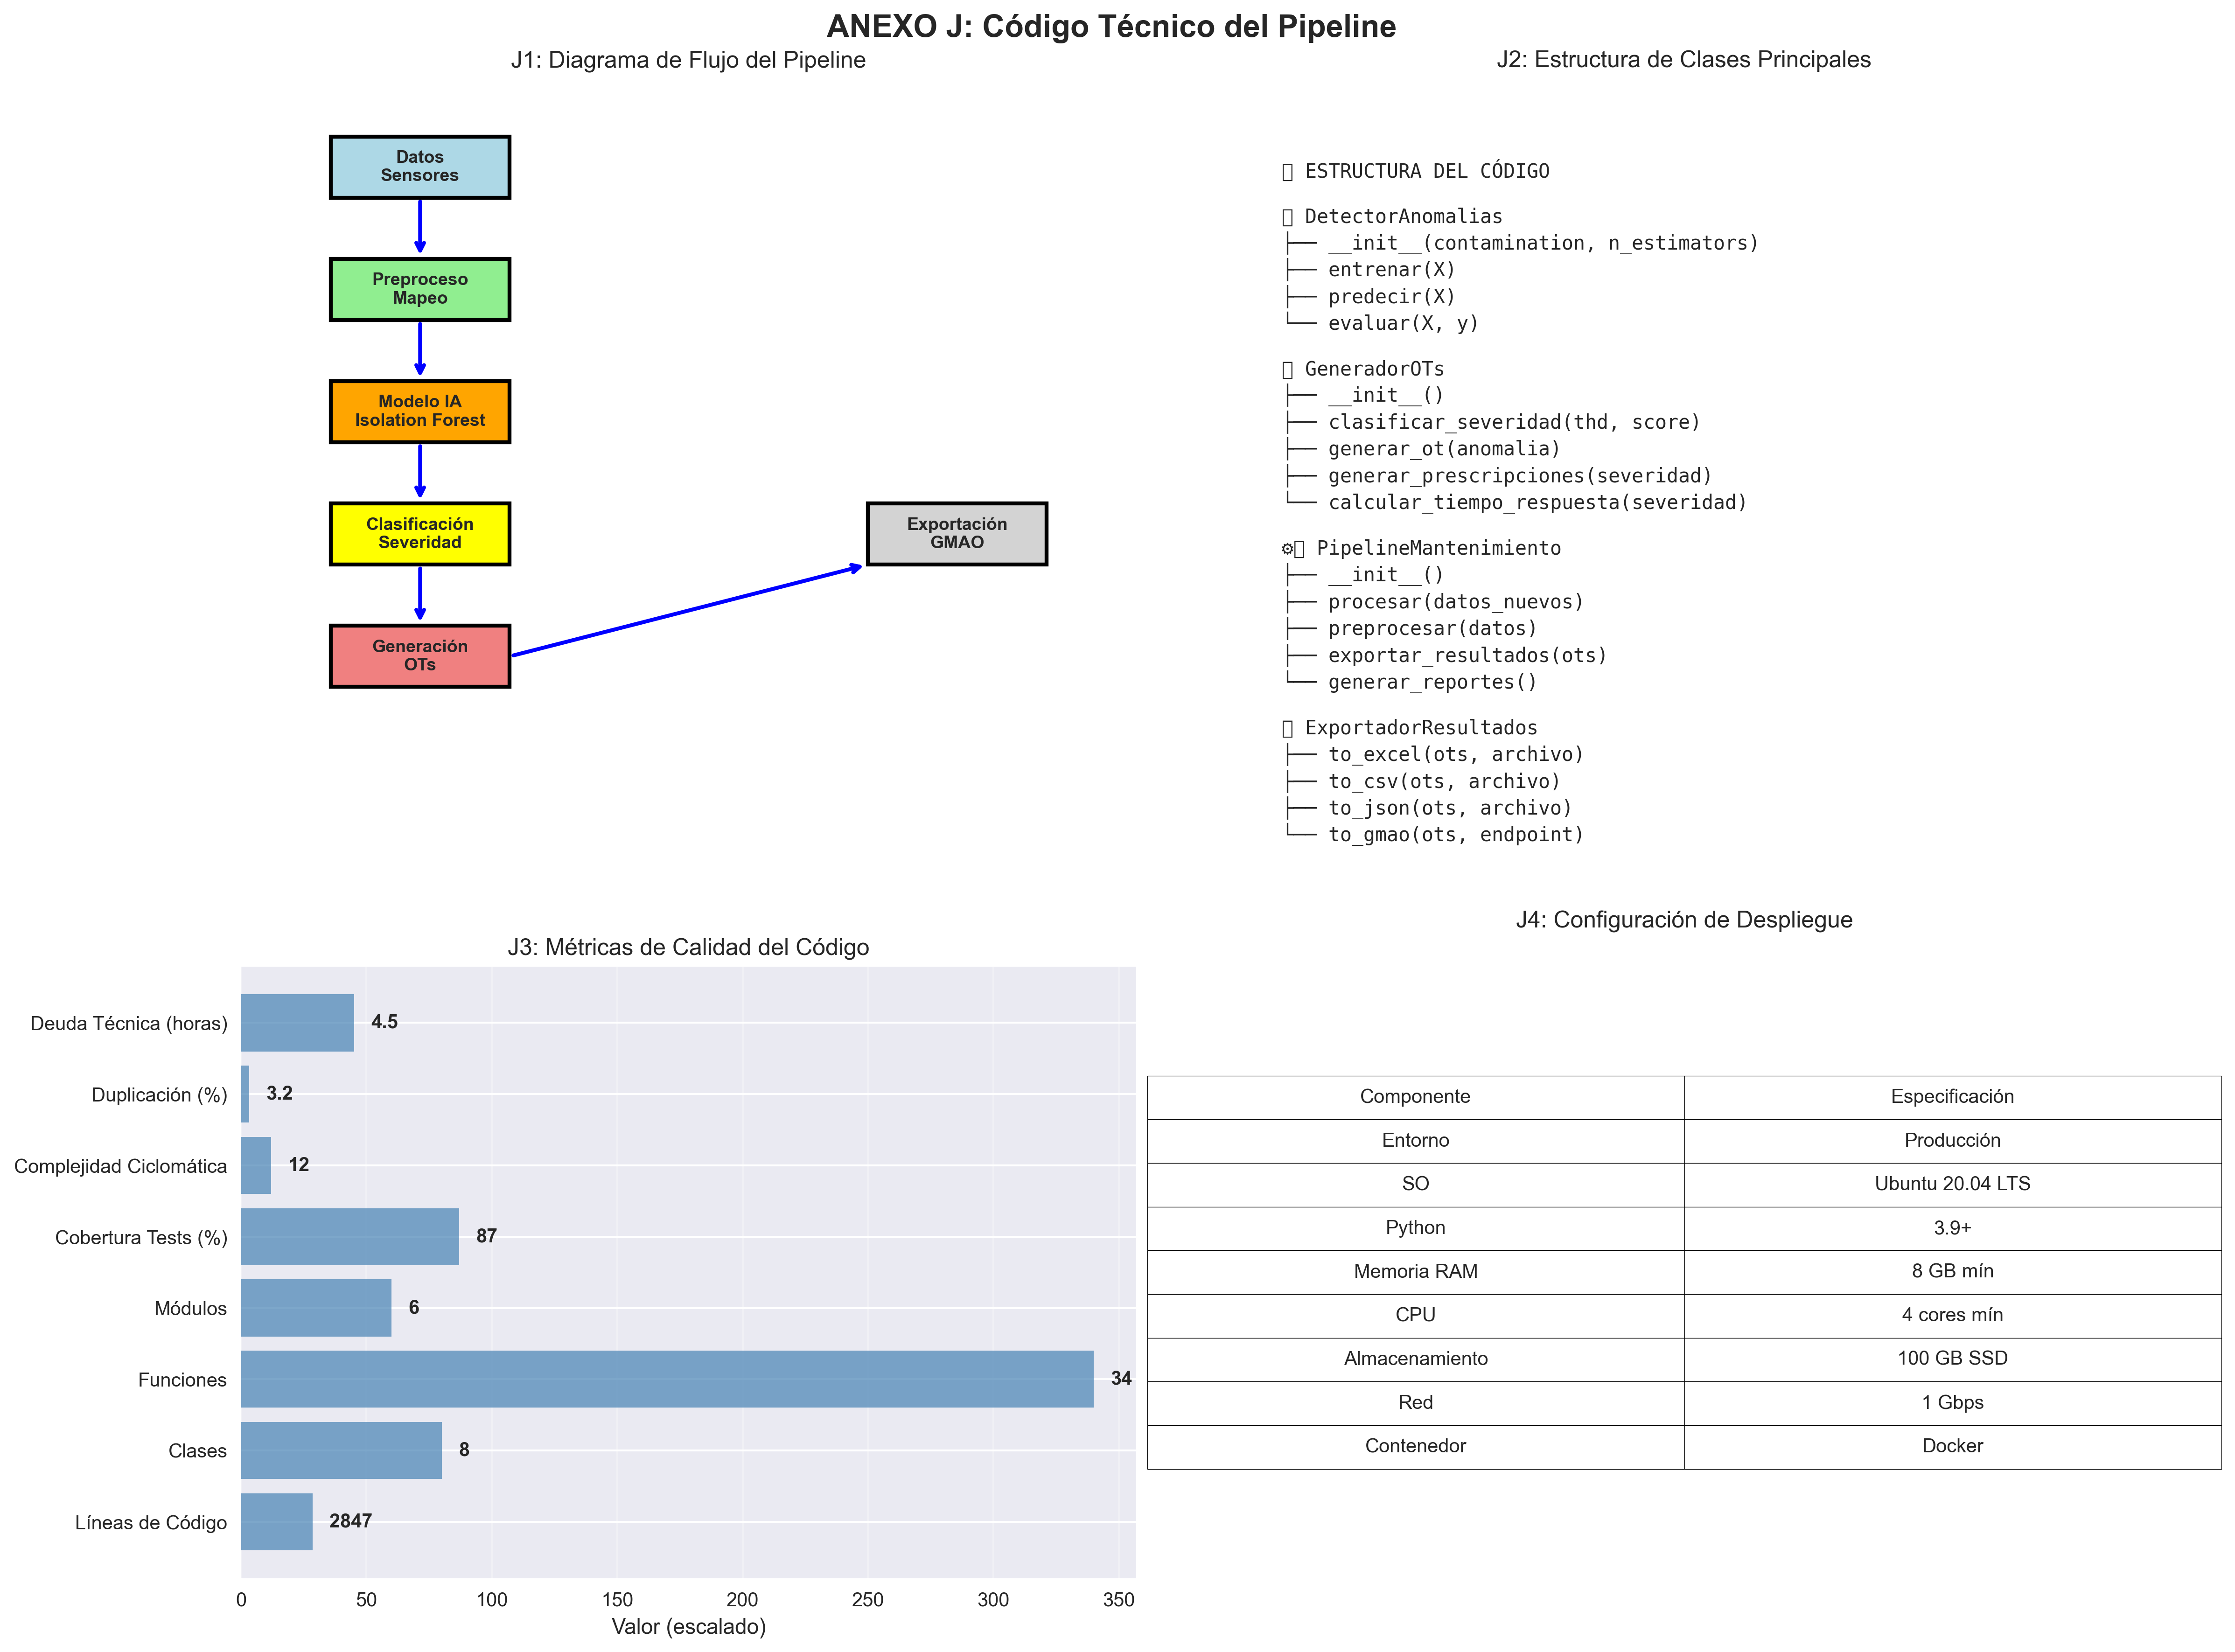 ANEXO J: Código Técnico del Pipeline
J1: Diagrama de Flujo del Pipeline
Datos
Sensores
Preproceso
Mapeo
Modelo IA
Isolation Forest
Clasificación
Severidad
Generación
OTs
Exportación
GMAO
J2: Estructura de Clases Principales
ESTRUCTURA DEL CÓDIGO
DetectorAnomalias
├── __init__(contamination, n_estimators)
├── entrenar(X)
├── predecir(X)
└── evaluar(X, y)
GeneradorOTs
├── __init__()
├── clasificar_severidad(thd, score)
├── generar_ot(anomalia)
├── generar_prescripciones(severidad)
└── calcular_tiempo_respuesta(severidad)
⚙ PipelineMantenimiento
├── __init__()
├── procesar(datos_nuevos)
├── preprocesar(datos)
├── exportar_resultados(ots)
└── generar_reportes()
ExportadorResultados
├── to_excel(ots, archivo)
├── to_csv(ots, archivo)
├── to_json(ots, archivo)
└── to_gmao(ots, endpoint)
J3: Métricas de Calidad del Código
Deuda Técnica (horas) 4.5
Duplicación (%) 3.2
Complejidad Ciclomática 12
Cobertura Tests (%) 87
Módulos 6
Funciones 34
Clases 8
Líneas de Código 2847
0 50 100 150 200 250 300 350
Valor (escalado)
J4: Configuración de Despliegue
Componente Especificación
Entorno Producción
SO Ubuntu 20.04 LTS
Python 3.9+
Memoria RAM 8 GB mín
CPU 4 cores mín
Almacenamiento 100 GB SSD
Red 1 Gbps
Contenedor Docker